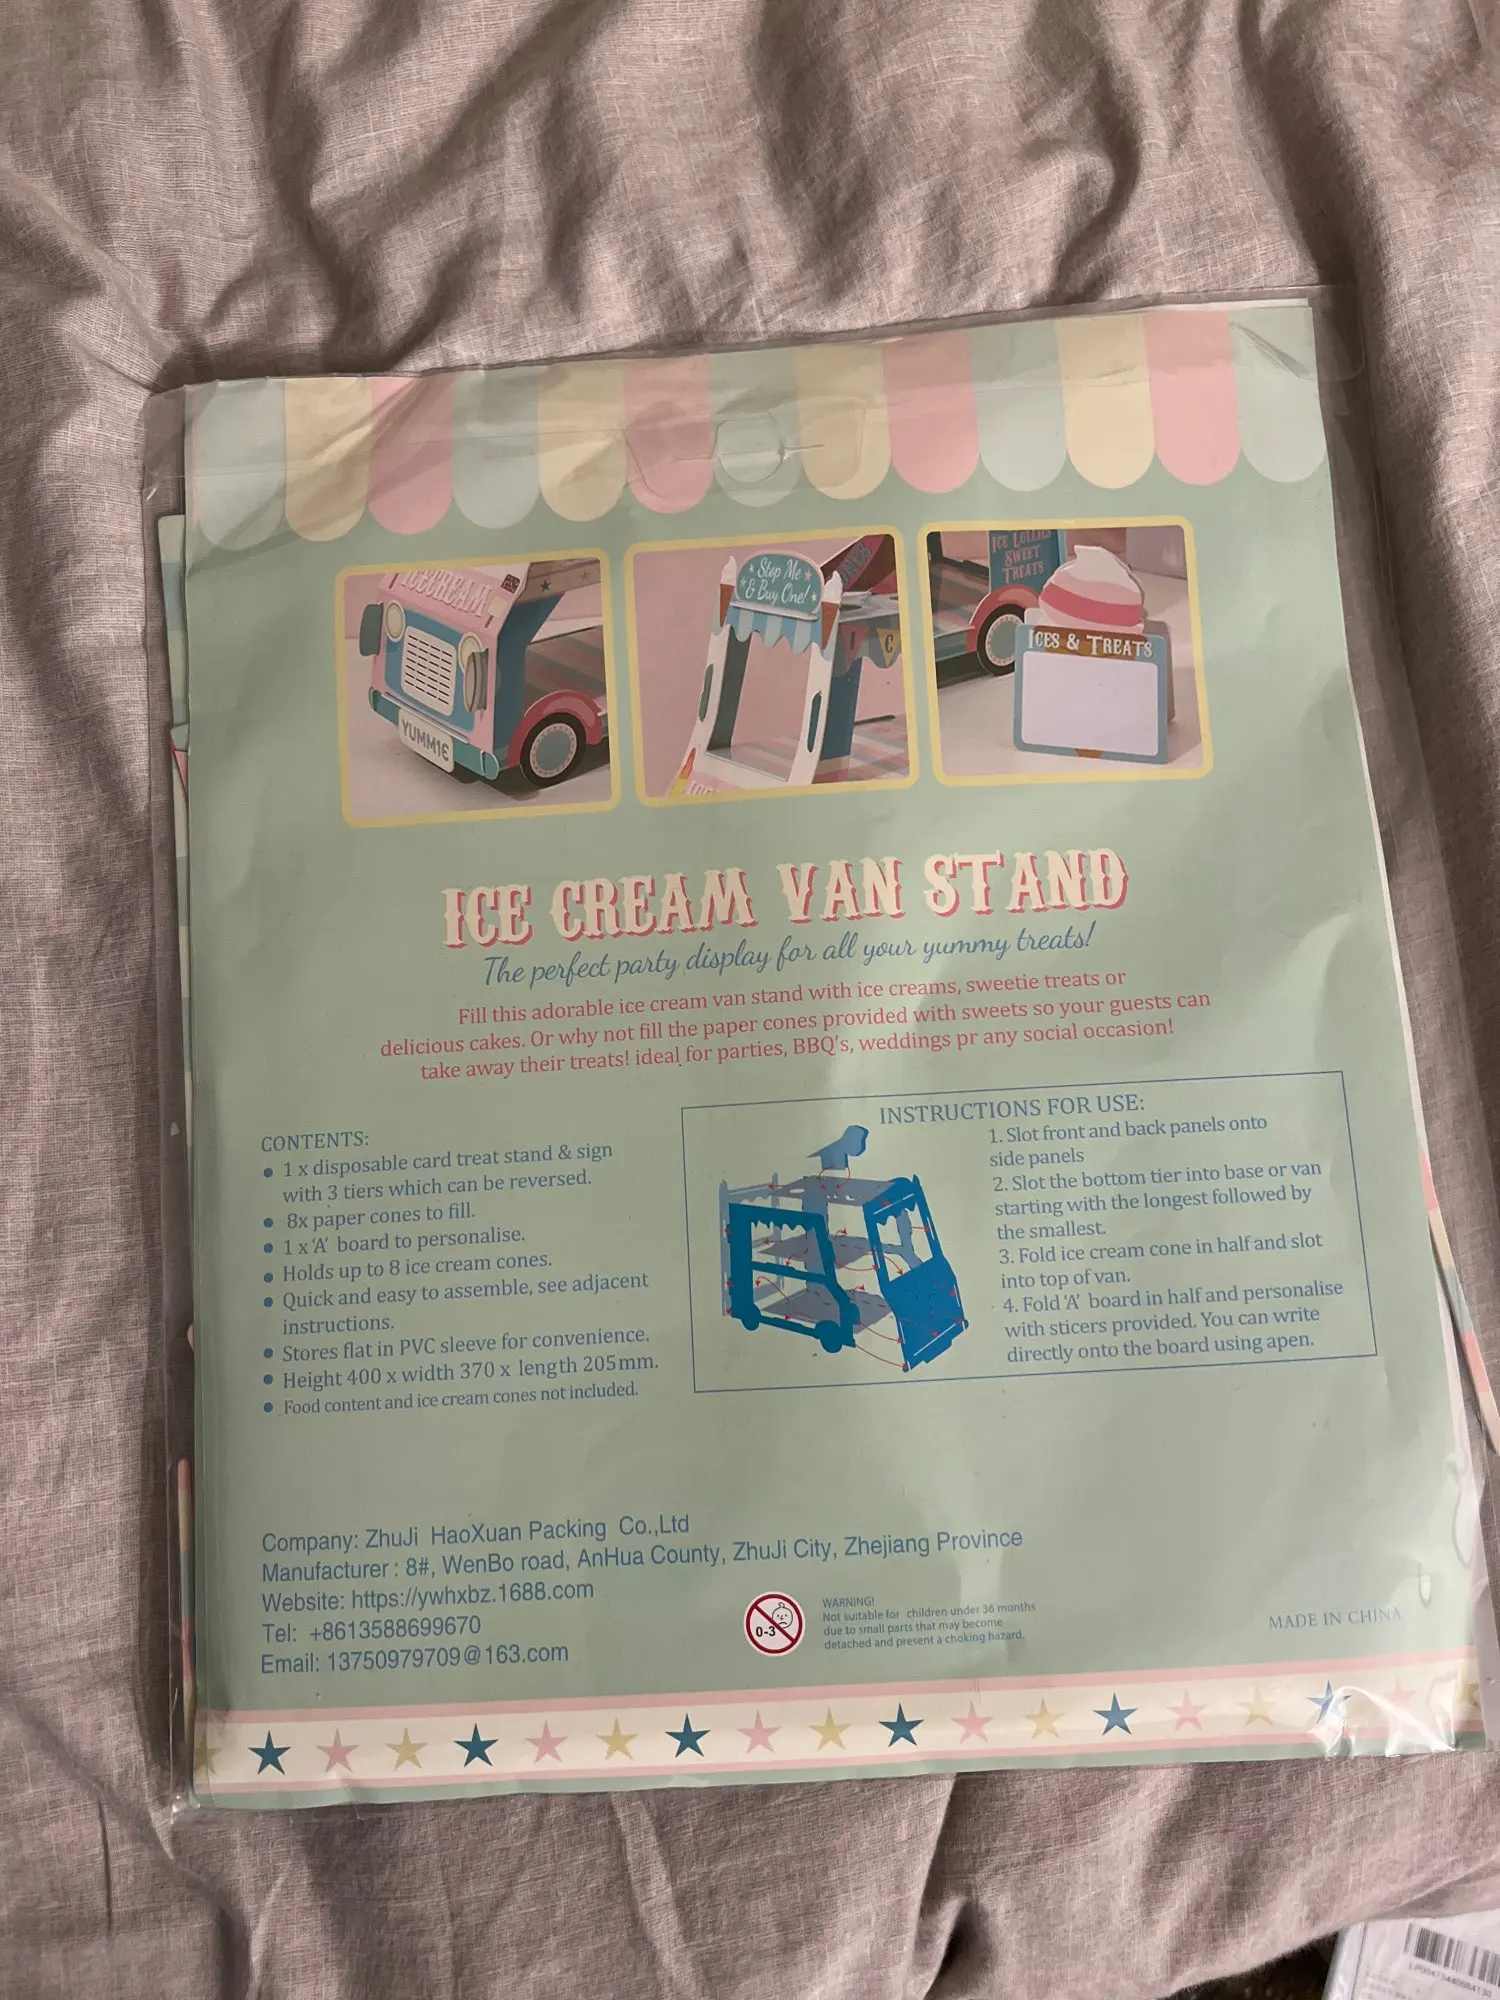 ICECREAM
YUMM1E
Stop Me
& Buy One!
I C
ICE LOLLIES
SWEET
TREATS
ICES & TREATS
ICE CREAM VAN STAND
The perfect party display for all your yummy treats!
Fill this adorable ice cream van stand with ice creams, sweetie treats or
delicious cakes. Or why not fill the paper cones provided with sweets so your guests can
take away their treats! ideal for parties, BBQ's, weddings pr any social occasion!
CONTENTS:
• 1 x disposable card treat stand & sign
with 3 tiers which can be reversed.
• 8x paper cones to fill.
• 1 x 'A' board to personalise.
• Holds up to 8 ice cream cones.
• Quick and easy to assemble, see adjacent
instructions.
• Stores flat in PVC sleeve for convenience.
• Height 400 x width 370 x length 205mm.
• Food content and ice cream cones not included.
INSTRUCTIONS FOR USE:
1. Slot front and back panels onto
side panels
2. Slot the bottom tier into base or van
starting with the longest followed by
the smallest.
3. Fold ice cream cone in half and slot
into top of van.
4. Fold 'A' board in half and personalise
with sticers provided. You can write
directly onto the board using apen.
Company: ZhuJi HaoXuan Packing Co.,Ltd
Manufacturer : 8#, WenBo road, AnHua County, ZhuJi City, Zhejiang Province
Website: https://ywhxbz.1688.com
Tel: +8613588699670
Email: 13750979709@163.com
0-3
WARNING!
Not suitable for children under 36 months
due to small parts that may become
detached and present a choking hazard.
MADE IN CHINA